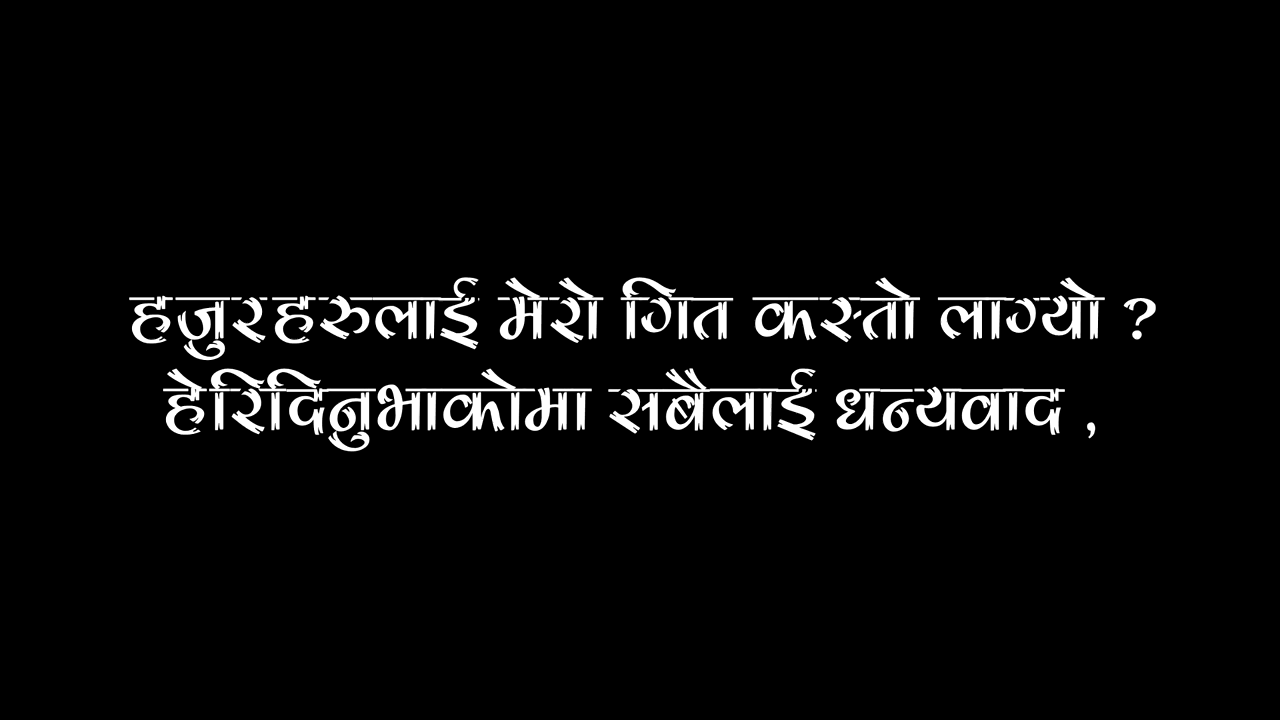 हजुरहरुलाई मेरो गित कस्तो लाग्यो ?
हेरिदिनुभाकोमा सबैलाई धन्यवाद ,